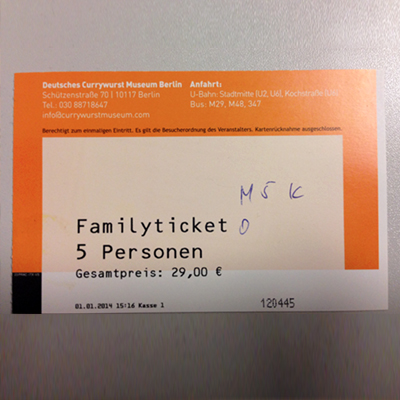 Deutsches Currywurst Museum Berlin
Schützenstraße 70 | 10117 Berlin
Tel.: 030 88718647
info@currywurstmuseum.com
Anfahrt:
U-Bahn: Stadtmitte (U2, U6), Kochstraße (U6)
Bus: M29, M48, 347
Berechtigt zum einmaligen Eintritt. Es gilt die Besucherordnung des Veranstalters. Kartenrücknahme ausgeschlossen.
M 5 K
Familyticket 0
5 Personen
Gesamtpreis: 29,00 €
01.01.2014 15:16 Kasse 1
120445